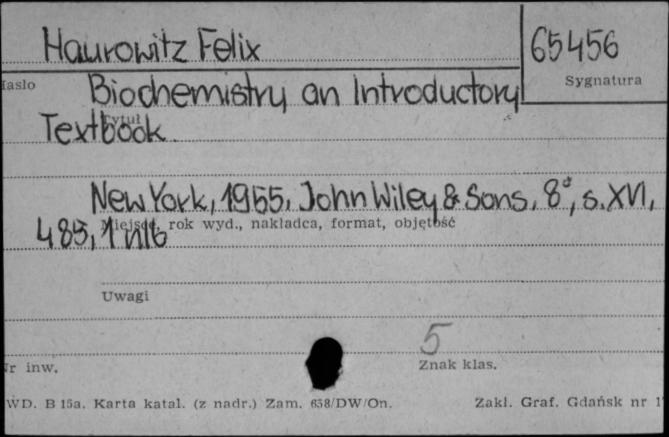 Haurowitz Felix
65456
Hasło
Sygnatura
Biochemistry an Introductory
Tytuł
Textbook
New York, 1955, John Wiley & Sons, 8°, s. XVI,
Miejsce, rok wyd., nakładca, format, objętość
485, 1 nlb
Uwagi
5
Nr inw.
Znak klas.
WD. B 15a. Karta katal. (z nadr.) Zam. 658/DW/On.
Zakł. Graf. Gdańsk nr 1